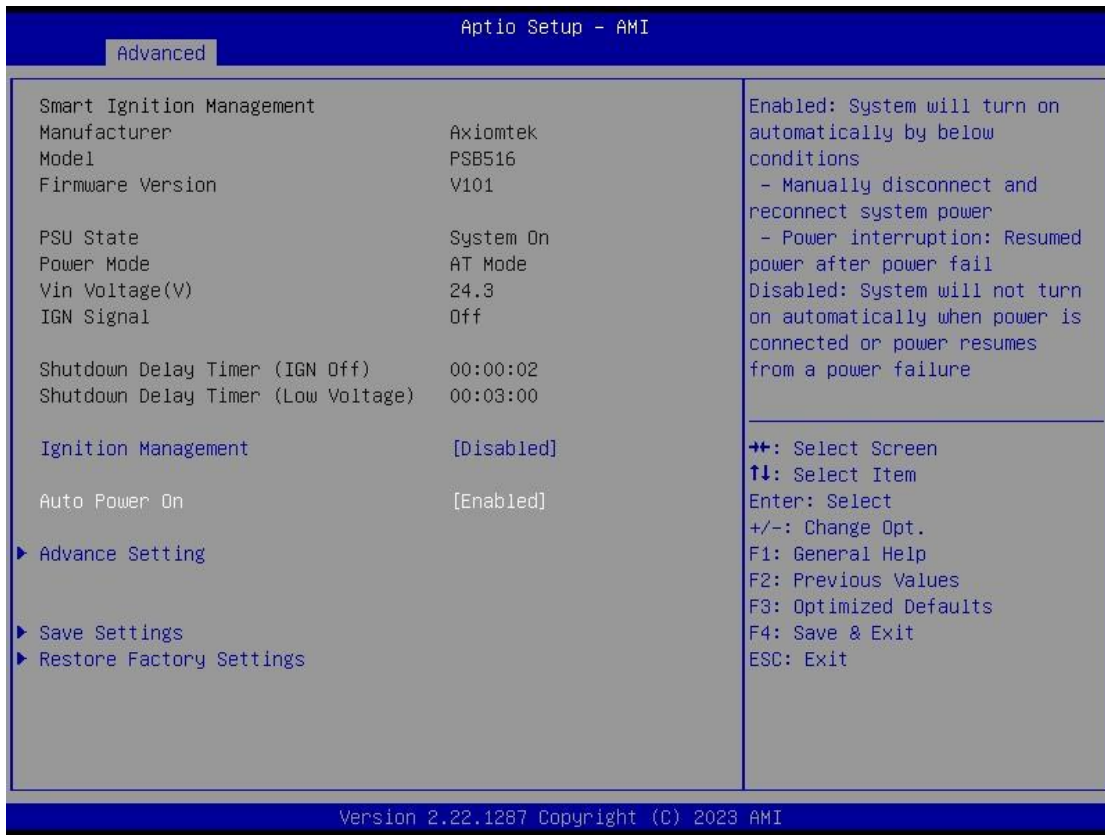 Aptio Setup – AMI
Advanced
Smart Ignition Management
Manufacturer Axiomtek
Model PSB516
Firmware Version V101
PSU State System On
Power Mode AT Mode
Vin Voltage(V) 24.3
IGN Signal Off
Shutdown Delay Timer (IGN Off) 00:00:02
Shutdown Delay Timer (Low Voltage) 00:03:00
Ignition Management [Disabled]
Auto Power On [Enabled]
▶ Advance Setting
▶ Save Settings
▶ Restore Factory Settings
Enabled: System will turn on
automatically by below
conditions
– Manually disconnect and
reconnect system power
– Power interruption: Resumed
power after power fail
Disabled: System will not turn
on automatically when power is
connected or power resumes
from a power failure
→←: Select Screen
↑↓: Select Item
Enter: Select
+/-: Change Opt.
F1: General Help
F2: Previous Values
F3: Optimized Defaults
F4: Save & Exit
ESC: Exit
Version 2.22.1287 Copyright (C) 2023 AMI